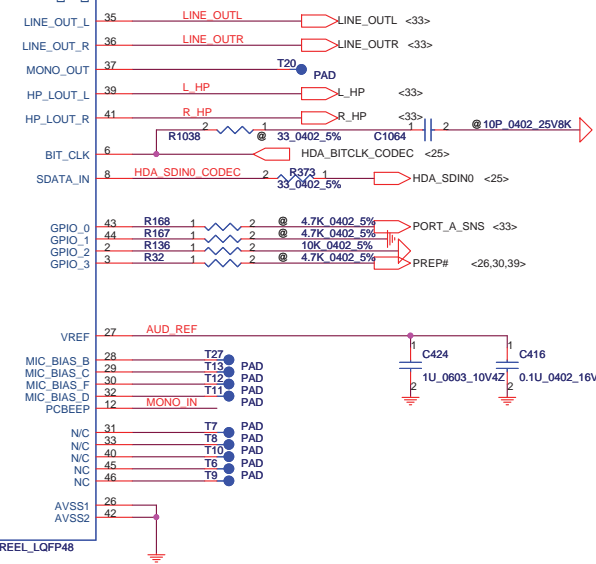 LINE_OUT_L 35 LINE_OUTL LINE_OUTL <33>
LINE_OUT_R 36 LINE_OUTR LINE_OUTR <33>
MONO_OUT 37 T20 PAD
HP_LOUT_L 39 L_HP L_HP <33>
HP_LOUT_R 41 R_HP R_HP <33>
R1038 2 1 @ 33_0402_5% C1064 1 2 @ 10P_0402_25V8K
BIT_CLK 6 HDA_BITCLK_CODEC <25>
SDATA_IN 8 HDA_SDIN0_CODEC 2 R373 1 HDA_SDIN0 <25>
33_0402_5%
GPIO_0 43 R168 1 2 @ 4.7K_0402_5% PORT_A_SNS <33>
GPIO_1 44 R167 1 2 @ 4.7K_0402_5%
GPIO_2 2 R136 1 2 10K_0402_5%
GPIO_3 3 R32 1 2 @ 4.7K_0402_5% PREP# <26,30,39>
VREF 27 AUD_REF
1 C424 1 C416
1U_0603_10V4Z 0.1U_0402_16V
2 2
MIC_BIAS_B 28 T27 PAD
MIC_BIAS_C 29 T13 PAD
MIC_BIAS_F 30 T12 PAD
MIC_BIAS_D 32 T11 PAD
PCBEEP 12 MONO_IN
N/C 31 T7 PAD
N/C 33 T8 PAD
N/C 40 T10 PAD
NC 45 T6 PAD
NC 46 T9 PAD
AVSS1 26
AVSS2 42
REEL_LQFP48